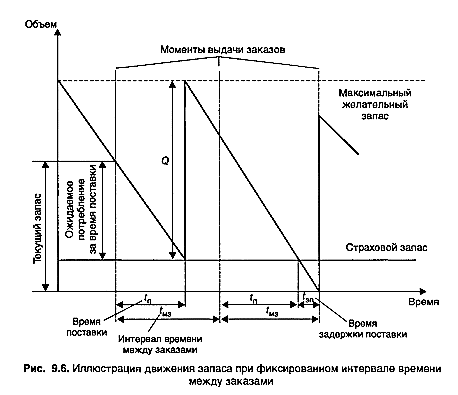 Объем
Моменты выдачи заказов
Максимальный
желательный
запас
Текущий запас
Ожидаемое
потребление
за время поставки
Q
Страховой запас
Время
tп
tп
tзп
tмз
tмз
Время
поставки
Интервал времени
между заказами
Время
задержки поставки
Рис. 9.6. Иллюстрация движения запаса при фиксированном интервале времени
между заказами